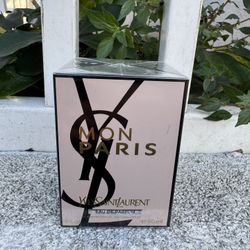 YSL
MON
PARIS
YVESSAINTLAURENT
EAU DE PARFUM